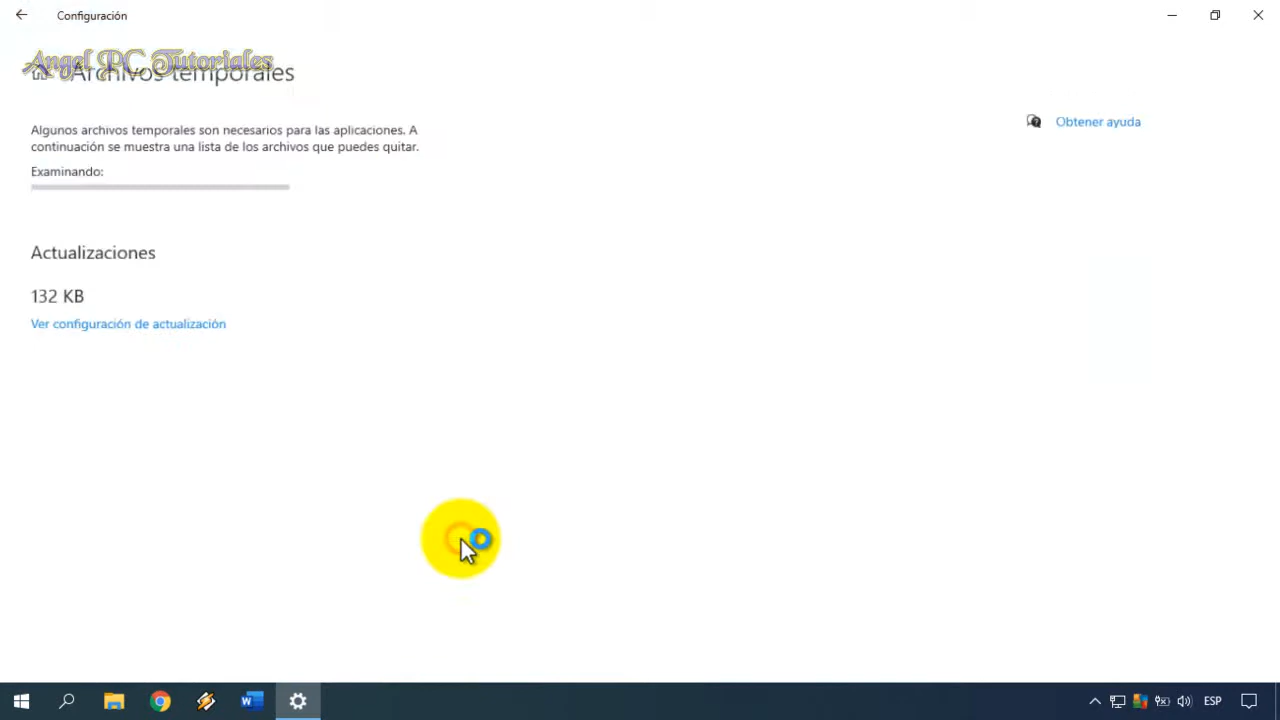 Configuración
Angel PC Tutoriales
Archivos temporales
Algunos archivos temporales son necesarios para las aplicaciones. A
continuación se muestra una lista de los archivos que puedes quitar.
Obtener ayuda
Examinando:
Actualizaciones
132 KB
Ver configuración de actualización
ESP